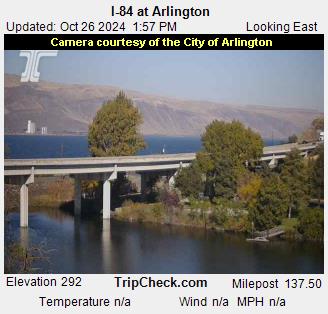 I-84 at Arlington
Updated: Oct 26 2024 1:57 PM Looking East
Camera courtesy of the City of Arlington
Elevation 292 TripCheck.com Milepost 137.50
Temperature n/a Wind n/a MPH n/a